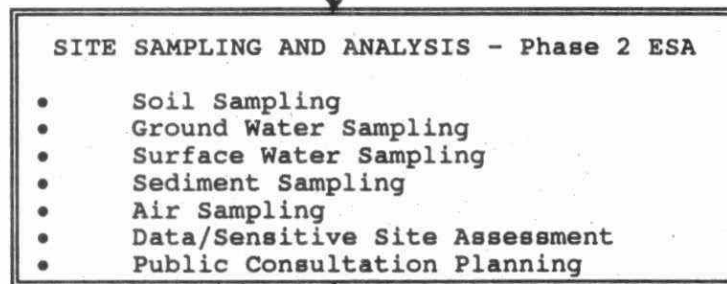 SITE SAMPLING AND ANALYSIS - Phase 2 ESA
• Soil Sampling
• Ground Water Sampling
• Surface Water Sampling
• Sediment Sampling
• Air Sampling
• Data/Sensitive Site Assessment
• Public Consultation Planning